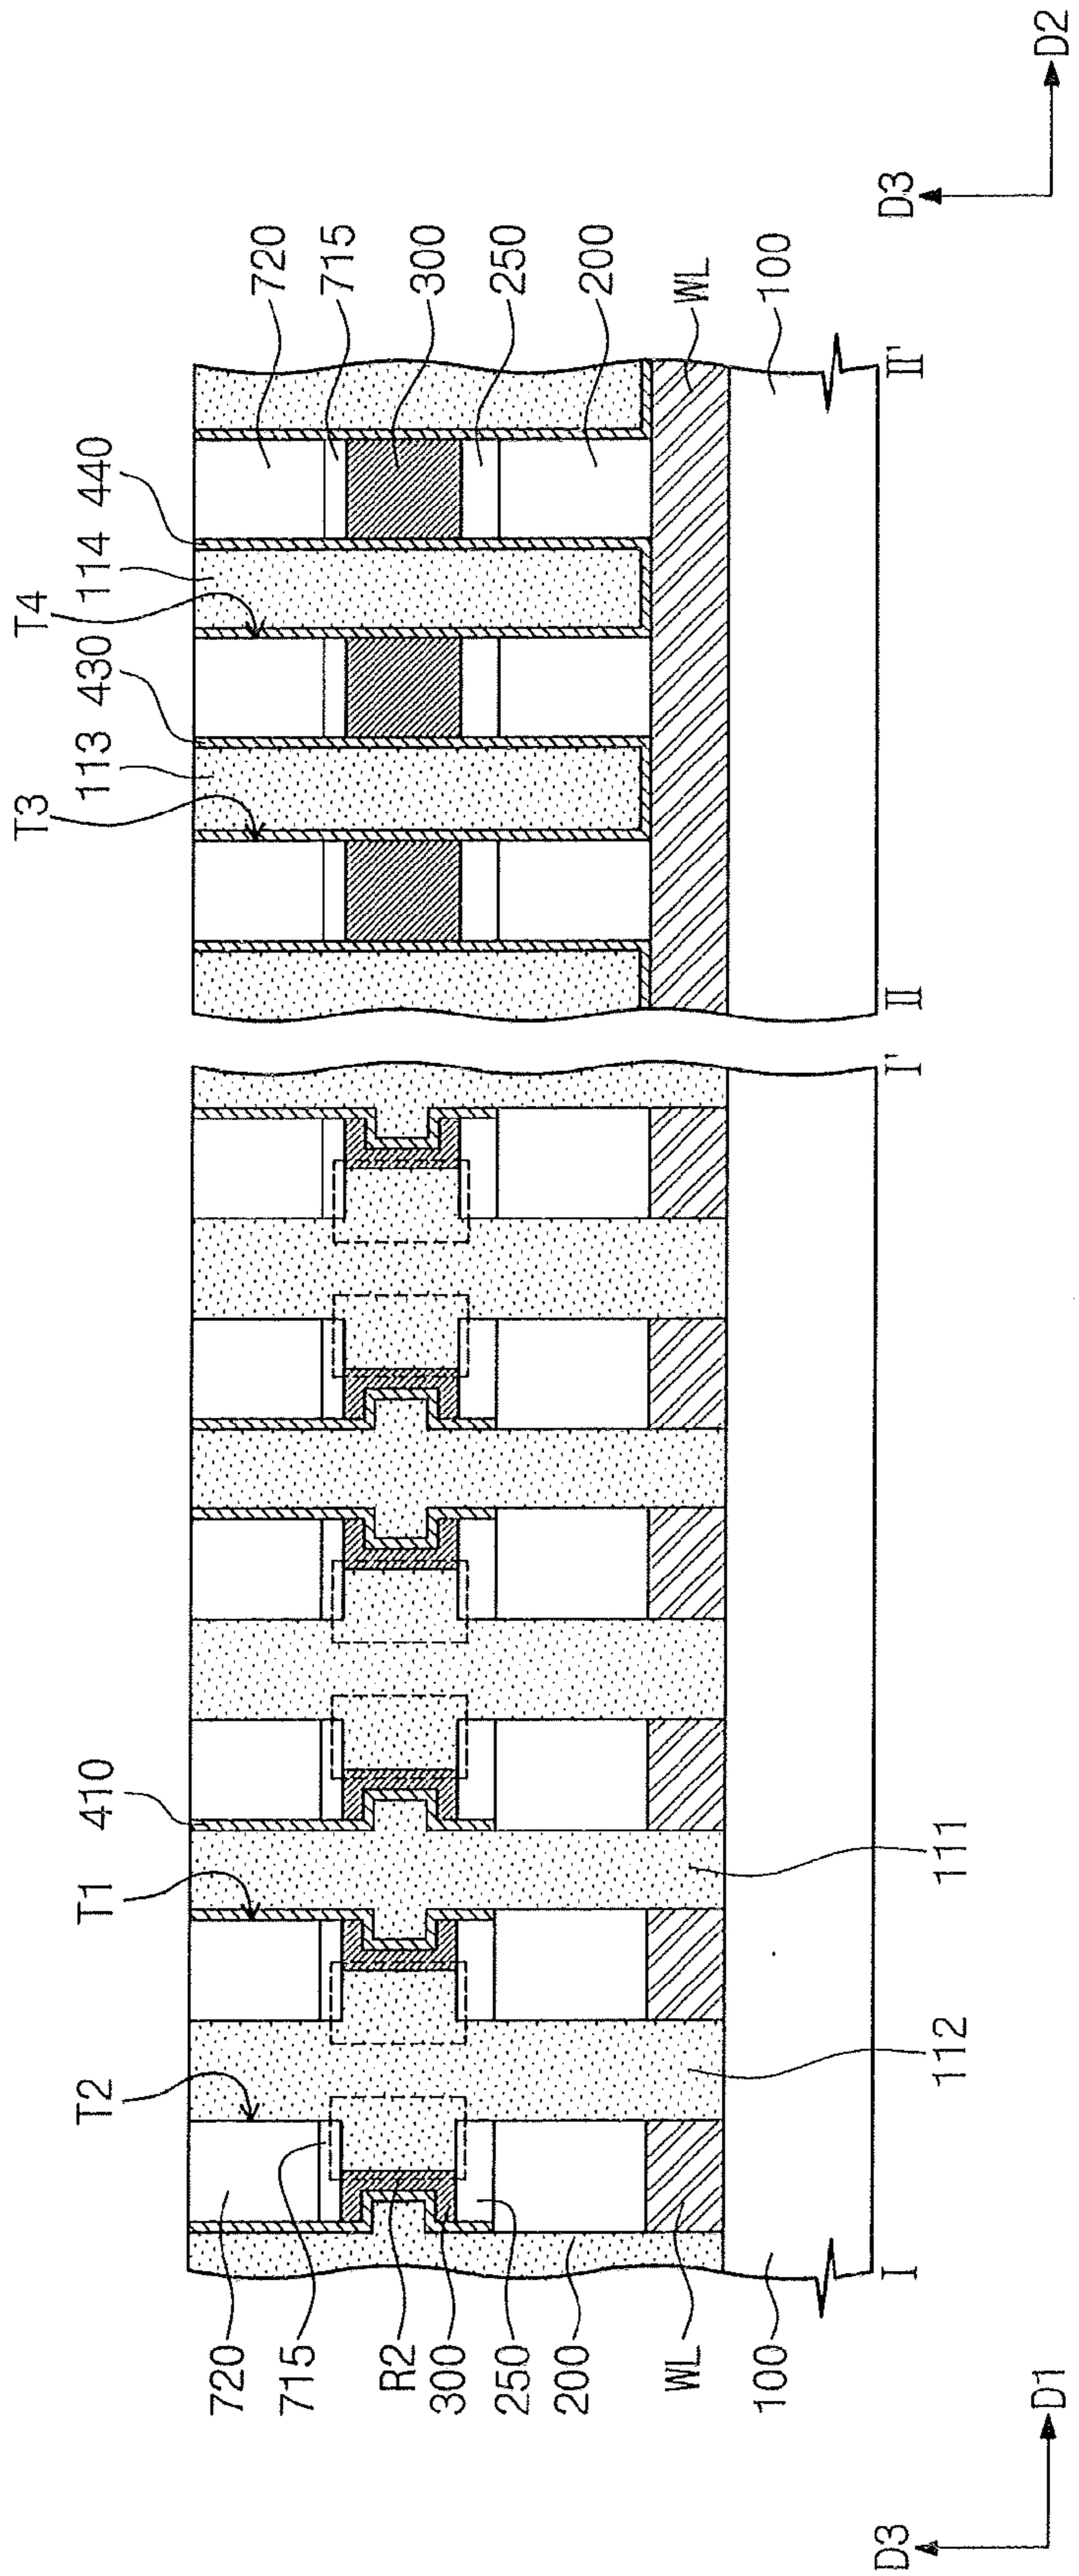 T3 T4
T2 T1 410 113 430 114 440
720 720
715 715
R2
300 300
250 250
200 200
WL WL
100 100
I I' II II'
D3 D3
112 111
D1 D2